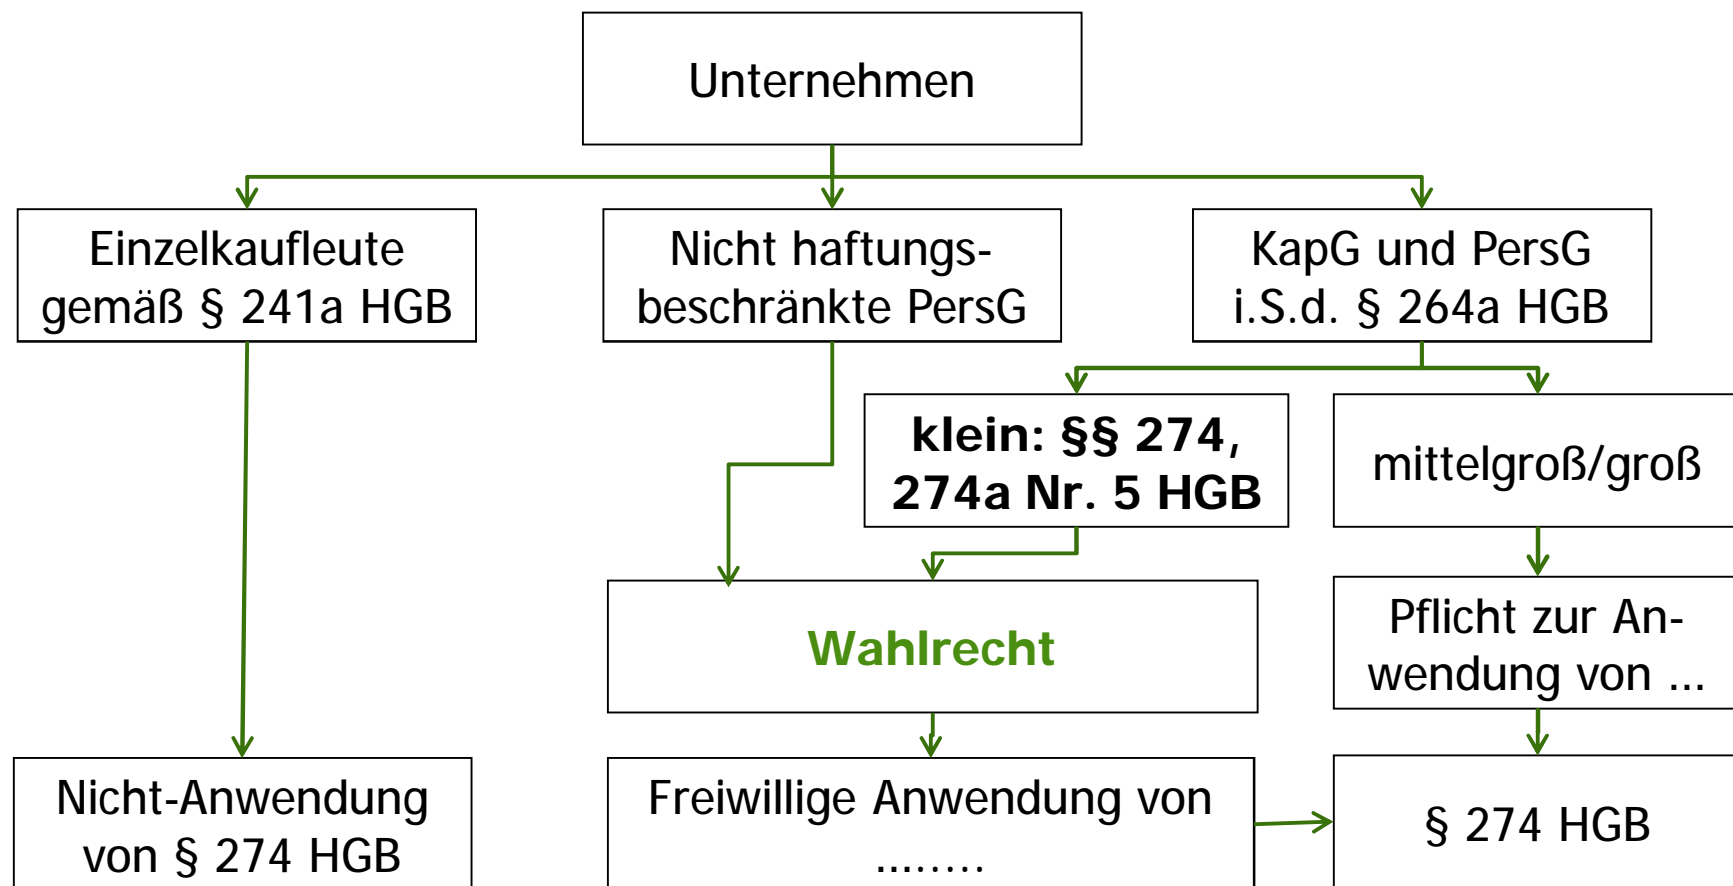 Unternehmen
Einzelkaufleute
gemäß § 241a HGB
Nicht haftungs-
beschränkte PersG
KapG und PersG
i.S.d. § 264a HGB
klein: §§ 274,
274a Nr. 5 HGB
mittelgroß/groß
Wahlrecht
Pflicht zur An-
wendung von ...
Nicht-Anwendung
von § 274 HGB
Freiwillige Anwendung von
...…..
§ 274 HGB